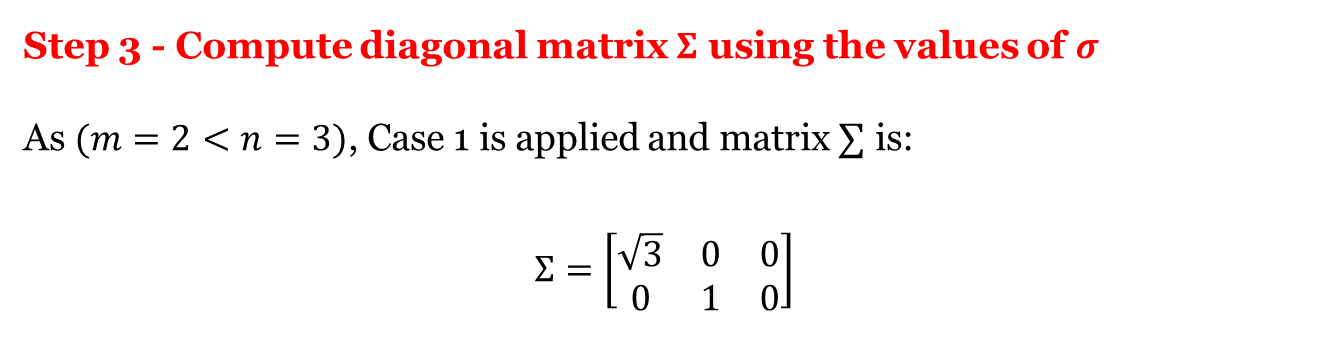 Step 3 - Compute diagonal matrix Σ using the values of σ
As (m = 2 < n = 3), Case 1 is applied and matrix ∑ is:
Σ = [√3 0 0
0 1 0]